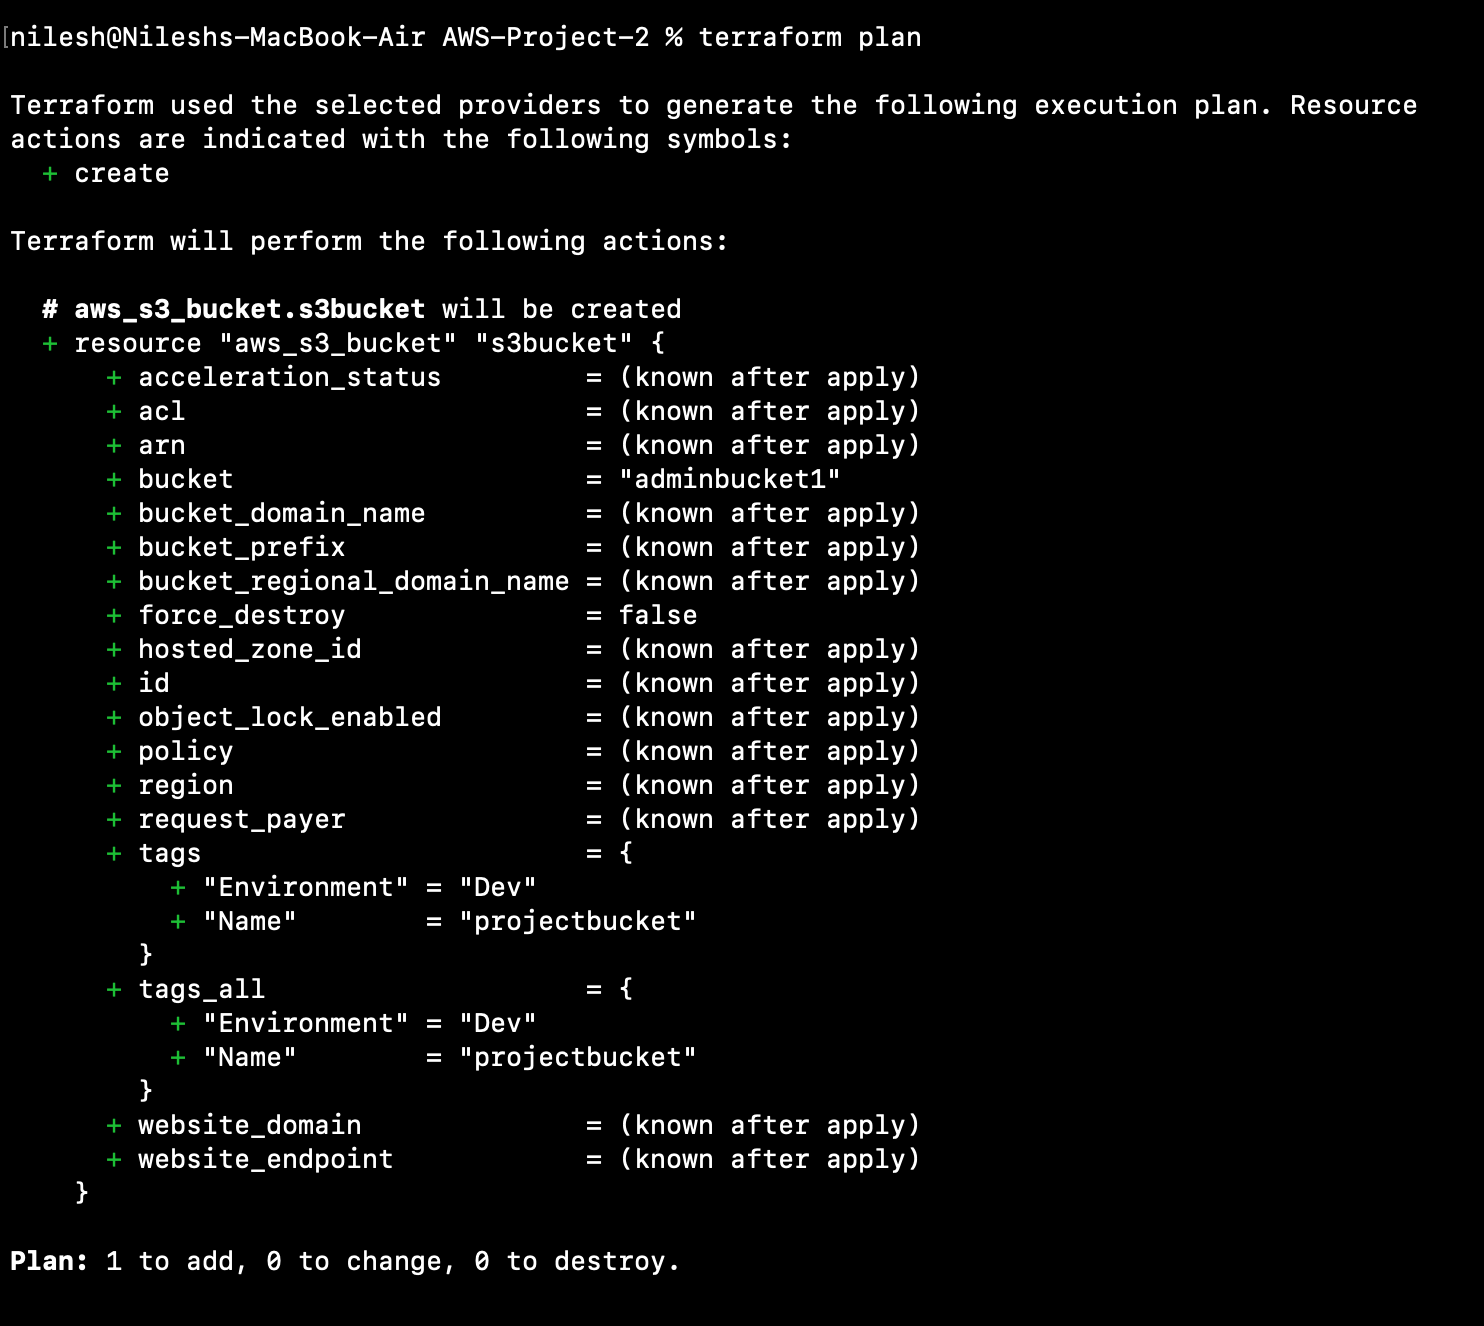 [nilesh@Nileshs-MacBook-Air AWS-Project-2 % terraform plan
Terraform used the selected providers to generate the following execution plan. Resource
actions are indicated with the following symbols:
  + create
Terraform will perform the following actions:
  # aws_s3_bucket.s3bucket will be created
  + resource "aws_s3_bucket" "s3bucket" {
      + acceleration_status         = (known after apply)
      + acl                         = (known after apply)
      + arn                         = (known after apply)
      + bucket                      = "adminbucket1"
      + bucket_domain_name          = (known after apply)
      + bucket_prefix               = (known after apply)
      + bucket_regional_domain_name = (known after apply)
      + force_destroy               = false
      + hosted_zone_id              = (known after apply)
      + id                          = (known after apply)
      + object_lock_enabled         = (known after apply)
      + policy                      = (known after apply)
      + region                      = (known after apply)
      + request_payer               = (known after apply)
      + tags                        = {
          + "Environment" = "Dev"
          + "Name"        = "projectbucket"
        }
      + tags_all                    = {
          + "Environment" = "Dev"
          + "Name"        = "projectbucket"
        }
      + website_domain              = (known after apply)
      + website_endpoint            = (known after apply)
    }
Plan: 1 to add, 0 to change, 0 to destroy.